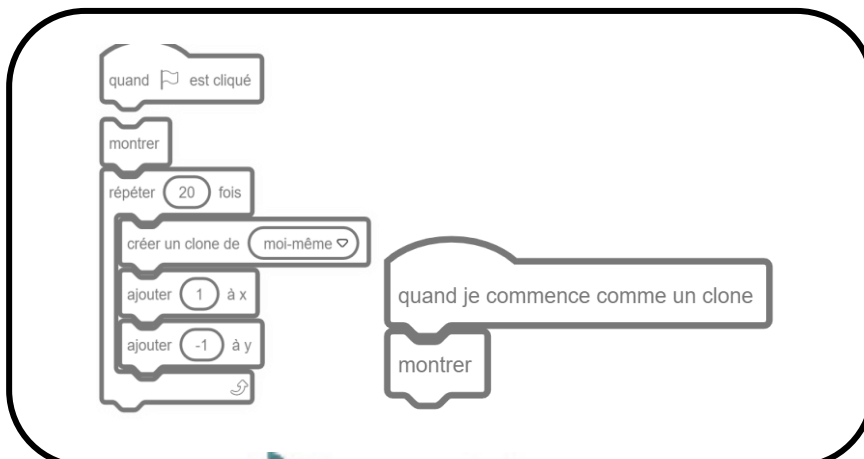 quand est cliqué
montrer
répéter 20 fois
créer un clone de moi-même
ajouter 1 à x
ajouter -1 à y
quand je commence comme un clone
montrer